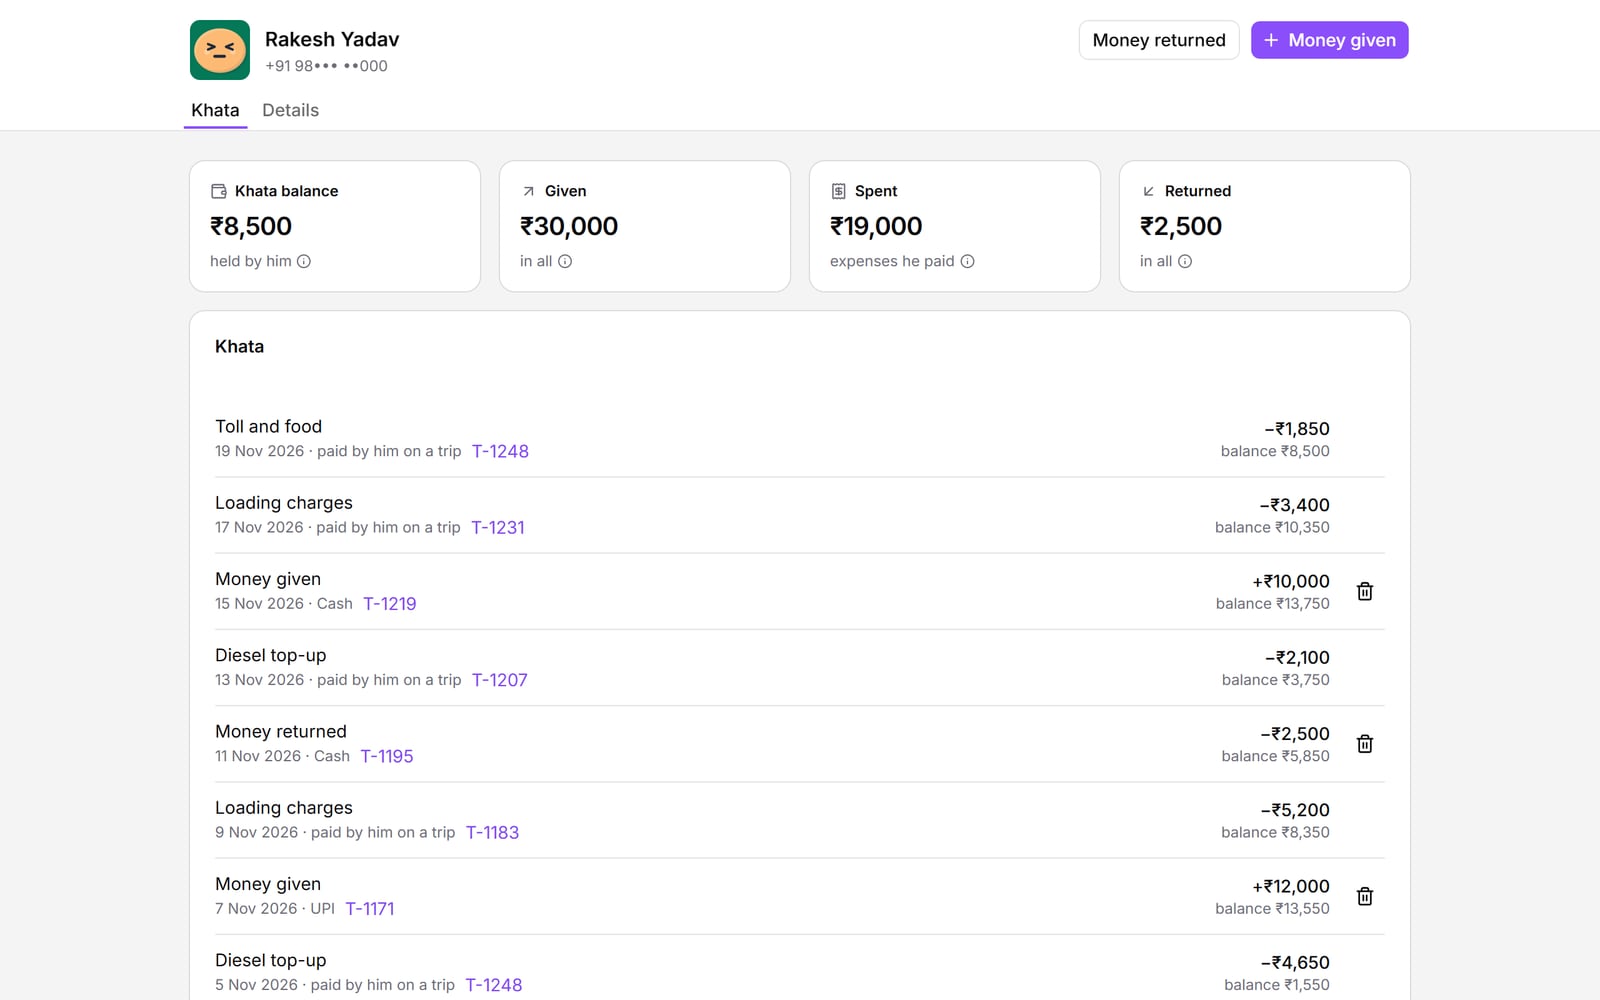 Rakesh Yadav
+91 98••• ••000
Money returned
+ Money given
Khata
Details
Khata balance
₹8,500
held by him
Given
₹30,000
in all
Spent
₹19,000
expenses he paid
Returned
₹2,500
in all
Khata
Toll and food
−₹1,850
19 Nov 2026 · paid by him on a trip T-1248
balance ₹8,500
Loading charges
−₹3,400
17 Nov 2026 · paid by him on a trip T-1231
balance ₹10,350
Money given
+₹10,000
15 Nov 2026 · Cash T-1219
balance ₹13,750
Diesel top-up
−₹2,100
13 Nov 2026 · paid by him on a trip T-1207
balance ₹3,750
Money returned
−₹2,500
11 Nov 2026 · Cash T-1195
balance ₹5,850
Loading charges
−₹5,200
9 Nov 2026 · paid by him on a trip T-1183
balance ₹8,350
Money given
+₹12,000
7 Nov 2026 · UPI T-1171
balance ₹13,550
Diesel top-up
−₹4,650
5 Nov 2026 · paid by him on a trip T-1248
balance ₹1,550